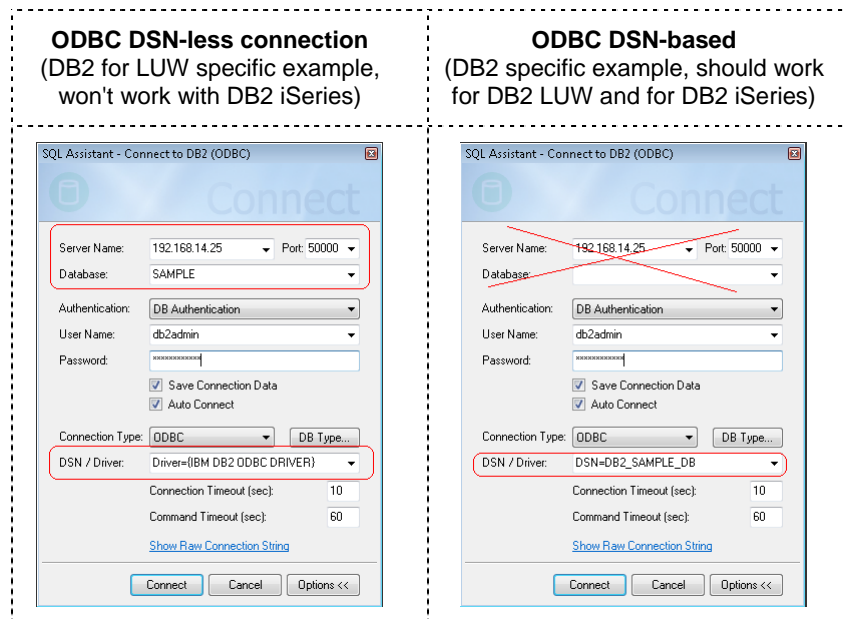 ODBC DSN-less connection
(DB2 for LUW specific example,
won't work with DB2 iSeries)
ODBC DSN-based
(DB2 specific example, should work
for DB2 LUW and for DB2 iSeries)
SQL Assistant - Connect to DB2 (ODBC)
Connect
Server Name: 192.168.14.25 Port: 50000
Database: SAMPLE
Authentication: DB Authentication
User Name: db2admin
Password: xxxxxxxxxxxx
Save Connection Data
Auto Connect
Connection Type: ODBC DB Type...
DSN / Driver: Driver={IBM DB2 ODBC DRIVER}
Connection Timeout (sec): 10
Command Timeout (sec): 60
Show Raw Connection String
Connect Cancel Options <<
SQL Assistant - Connect to DB2 (ODBC)
Connect
Server Name: 192.168.14.25 Port: 50000
Database:
Authentication: DB Authentication
User Name: db2admin
Password: xxxxxxxxxxxx
Save Connection Data
Auto Connect
Connection Type: ODBC DB Type...
DSN / Driver: DSN=DB2_SAMPLE_DB
Connection Timeout (sec): 10
Command Timeout (sec): 60
Show Raw Connection String
Connect Cancel Options <<